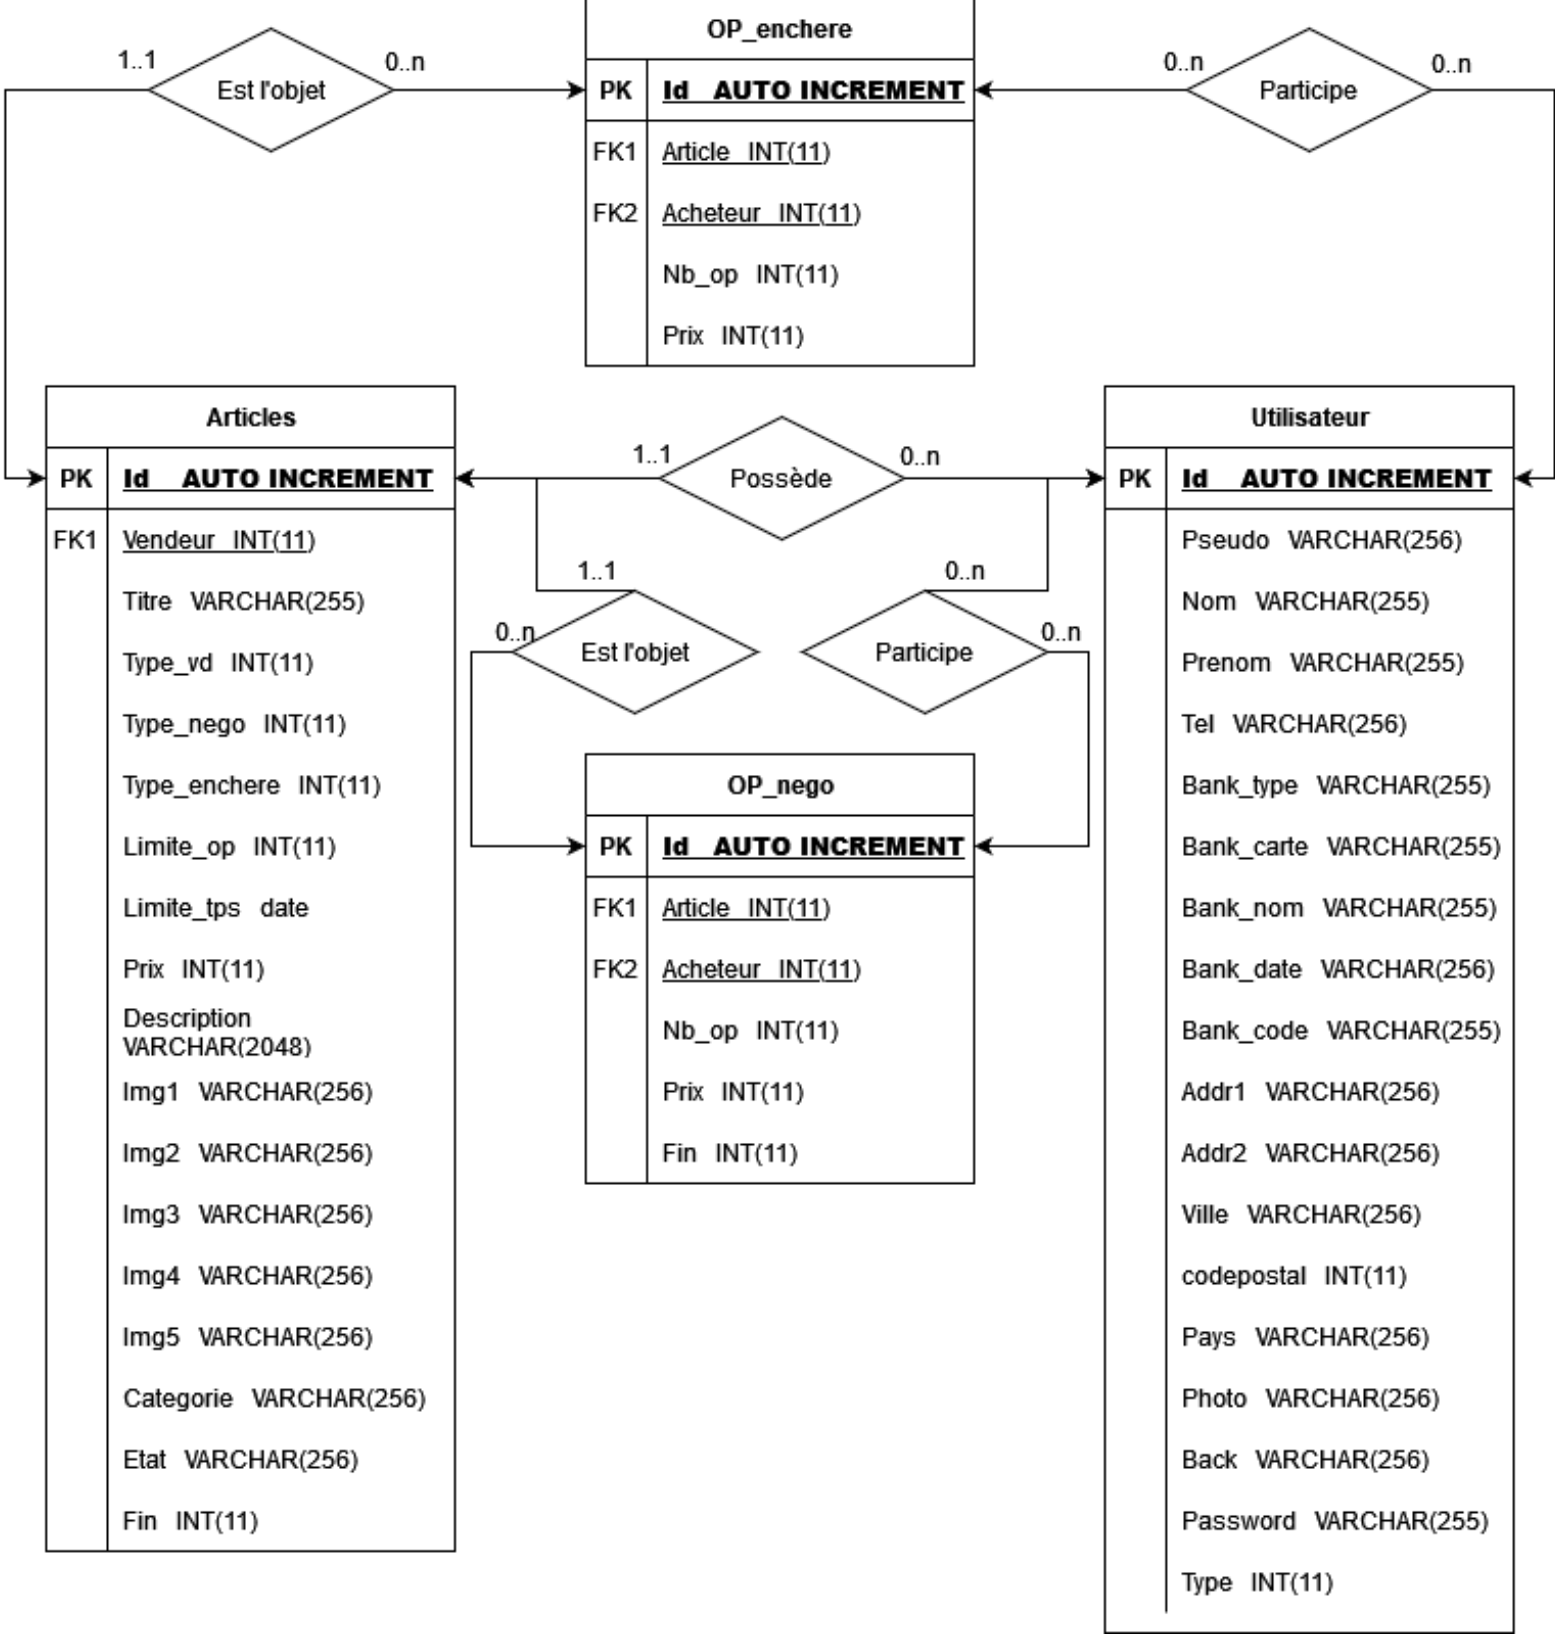 OP_enchere
1..1
Est l'objet
0..n
PK Id AUTO INCREMENT
0..n
Participe
0..n
FK1 Article INT(11)
FK2 Acheteur INT(11)
Nb_op INT(11)
Prix INT(11)
Articles
PK Id AUTO INCREMENT
FK1 Vendeur INT(11)
Titre VARCHAR(255)
Type_vd INT(11)
Type_nego INT(11)
Type_enchere INT(11)
Limite_op INT(11)
Limite_tps date
Prix INT(11)
Description
VARCHAR(2048)
Img1 VARCHAR(256)
Img2 VARCHAR(256)
Img3 VARCHAR(256)
Img4 VARCHAR(256)
Img5 VARCHAR(256)
Categorie VARCHAR(256)
Etat VARCHAR(256)
Fin INT(11)
1..1
Possède
0..n
1..1
0..n
Est l'objet
0..n
Participe
0..n
OP_nego
PK Id AUTO INCREMENT
FK1 Article INT(11)
FK2 Acheteur INT(11)
Nb_op INT(11)
Prix INT(11)
Fin INT(11)
Utilisateur
PK Id AUTO INCREMENT
Pseudo VARCHAR(256)
Nom VARCHAR(255)
Prenom VARCHAR(255)
Tel VARCHAR(256)
Bank_type VARCHAR(255)
Bank_carte VARCHAR(255)
Bank_nom VARCHAR(255)
Bank_date VARCHAR(256)
Bank_code VARCHAR(255)
Addr1 VARCHAR(256)
Addr2 VARCHAR(256)
Ville VARCHAR(256)
codepostal INT(11)
Pays VARCHAR(256)
Photo VARCHAR(256)
Back VARCHAR(256)
Password VARCHAR(255)
Type INT(11)